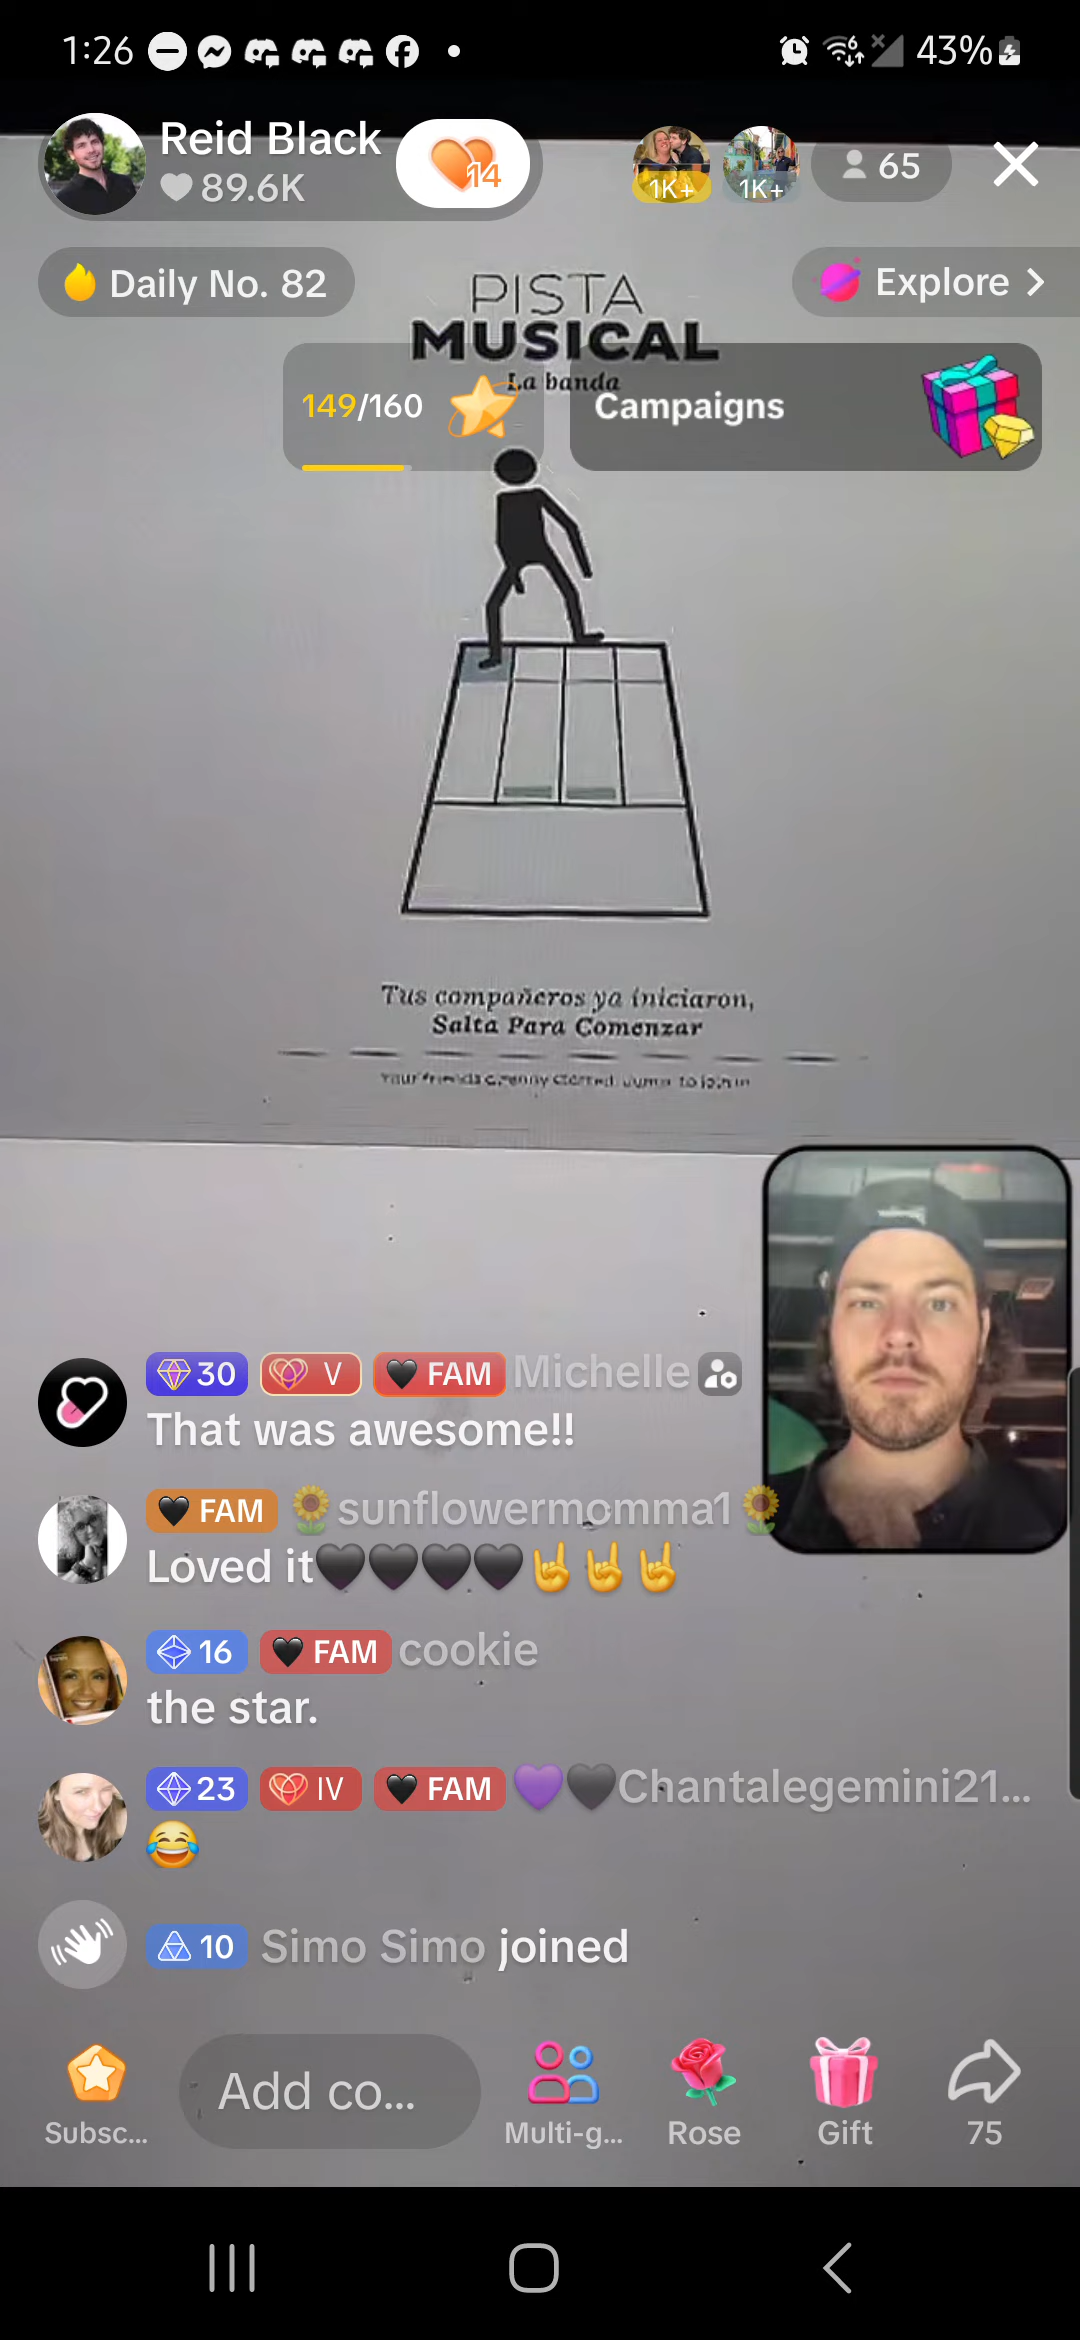 1:26
43%
Reid Black
89.6K
14
1K+
1K+
65
Daily No. 82
Explore
PISTA
MUSICAL
La banda
149/160
Campaigns
Tus compañeros ya iniciaron,
Salta Para Comenzar
30 V FAM Michelle
That was awesome!!
FAM 🌻sunflowermomma1🌻
Loved it🖤🖤🖤🖤🤘🤘🤘
16 FAM cookie
the star.
23 IV FAM 💜🖤Chantalegemini21...
😂
10 Simo Simo joined
Add co...
Subsc...
Multi-g...
Rose
Gift
75